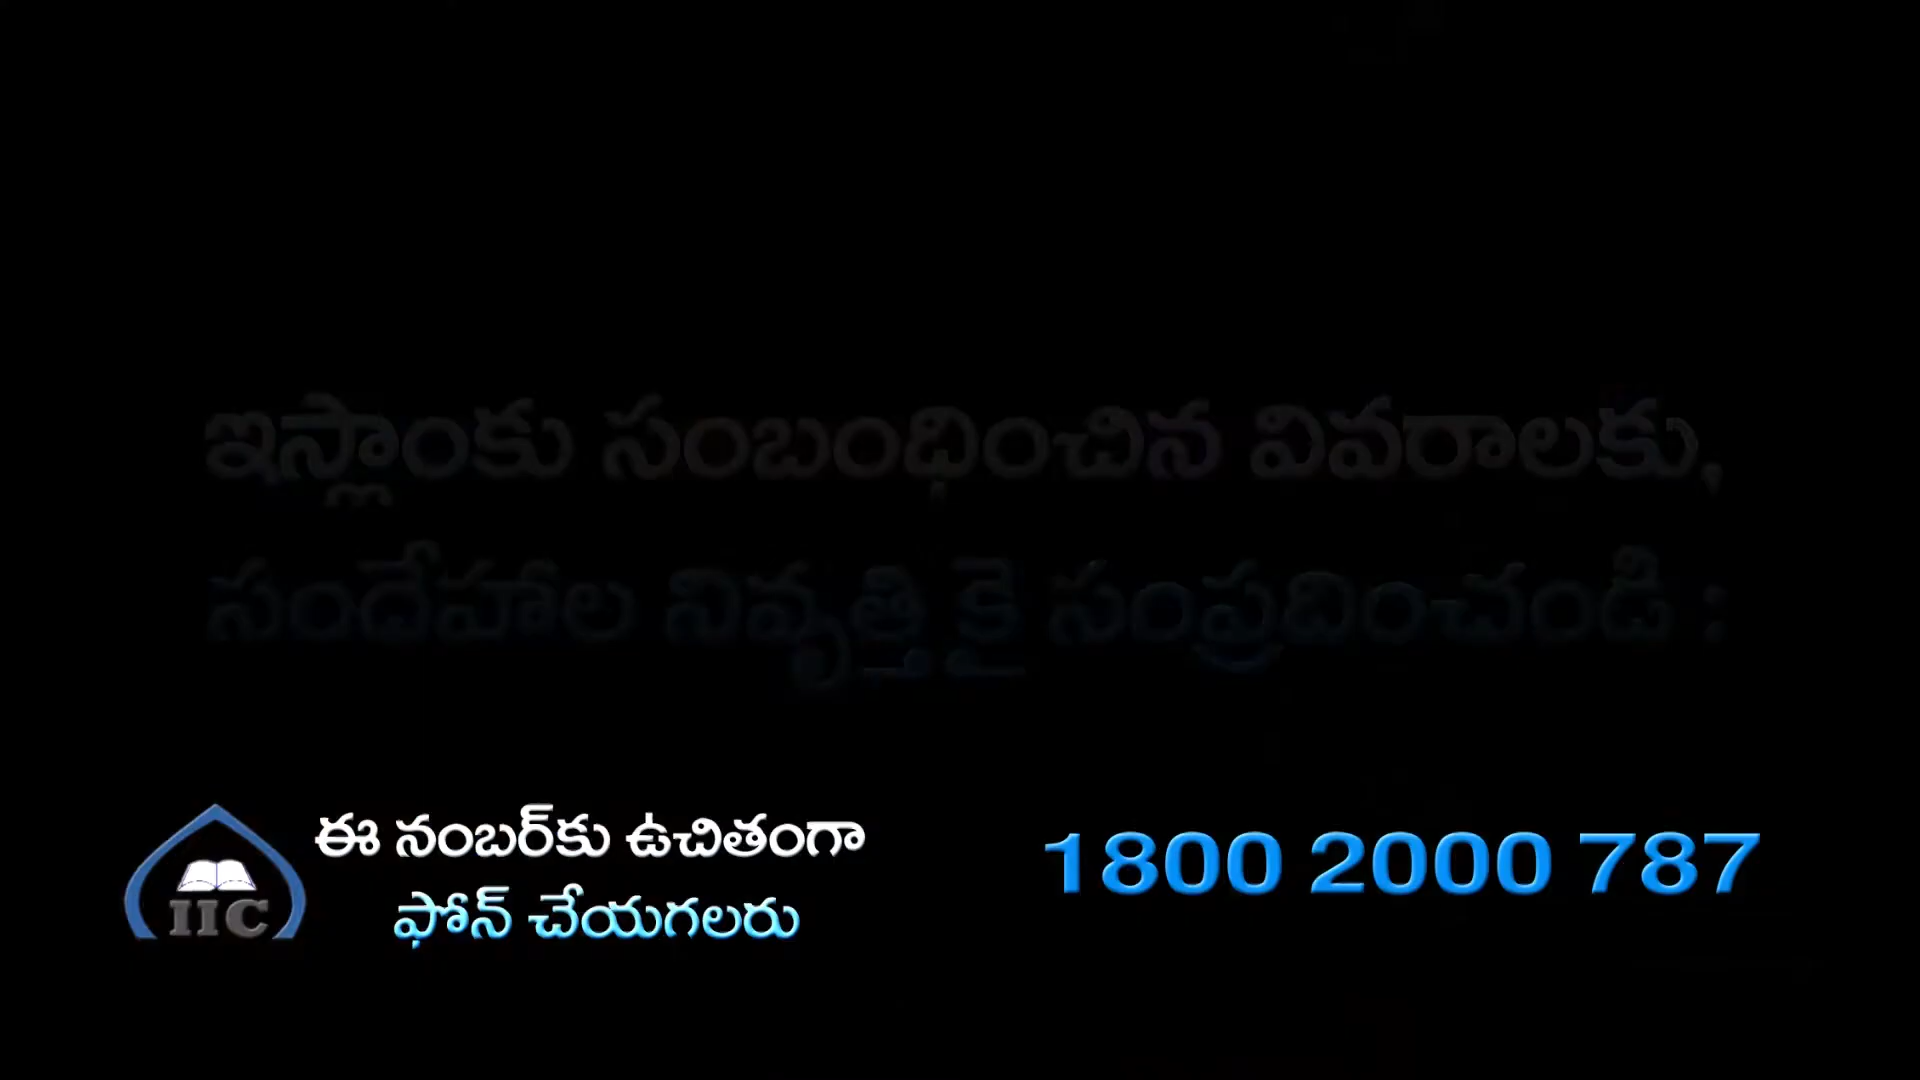 ఇస్లాంకు సంబంధించిన వివరాలకు,
సందేహాల నివృత్తి కై సంప్రదించండి :
ఈ నంబర్‌కు ఉచితంగా
ఫోన్ చేయగలరు
1800 2000 787
IIC